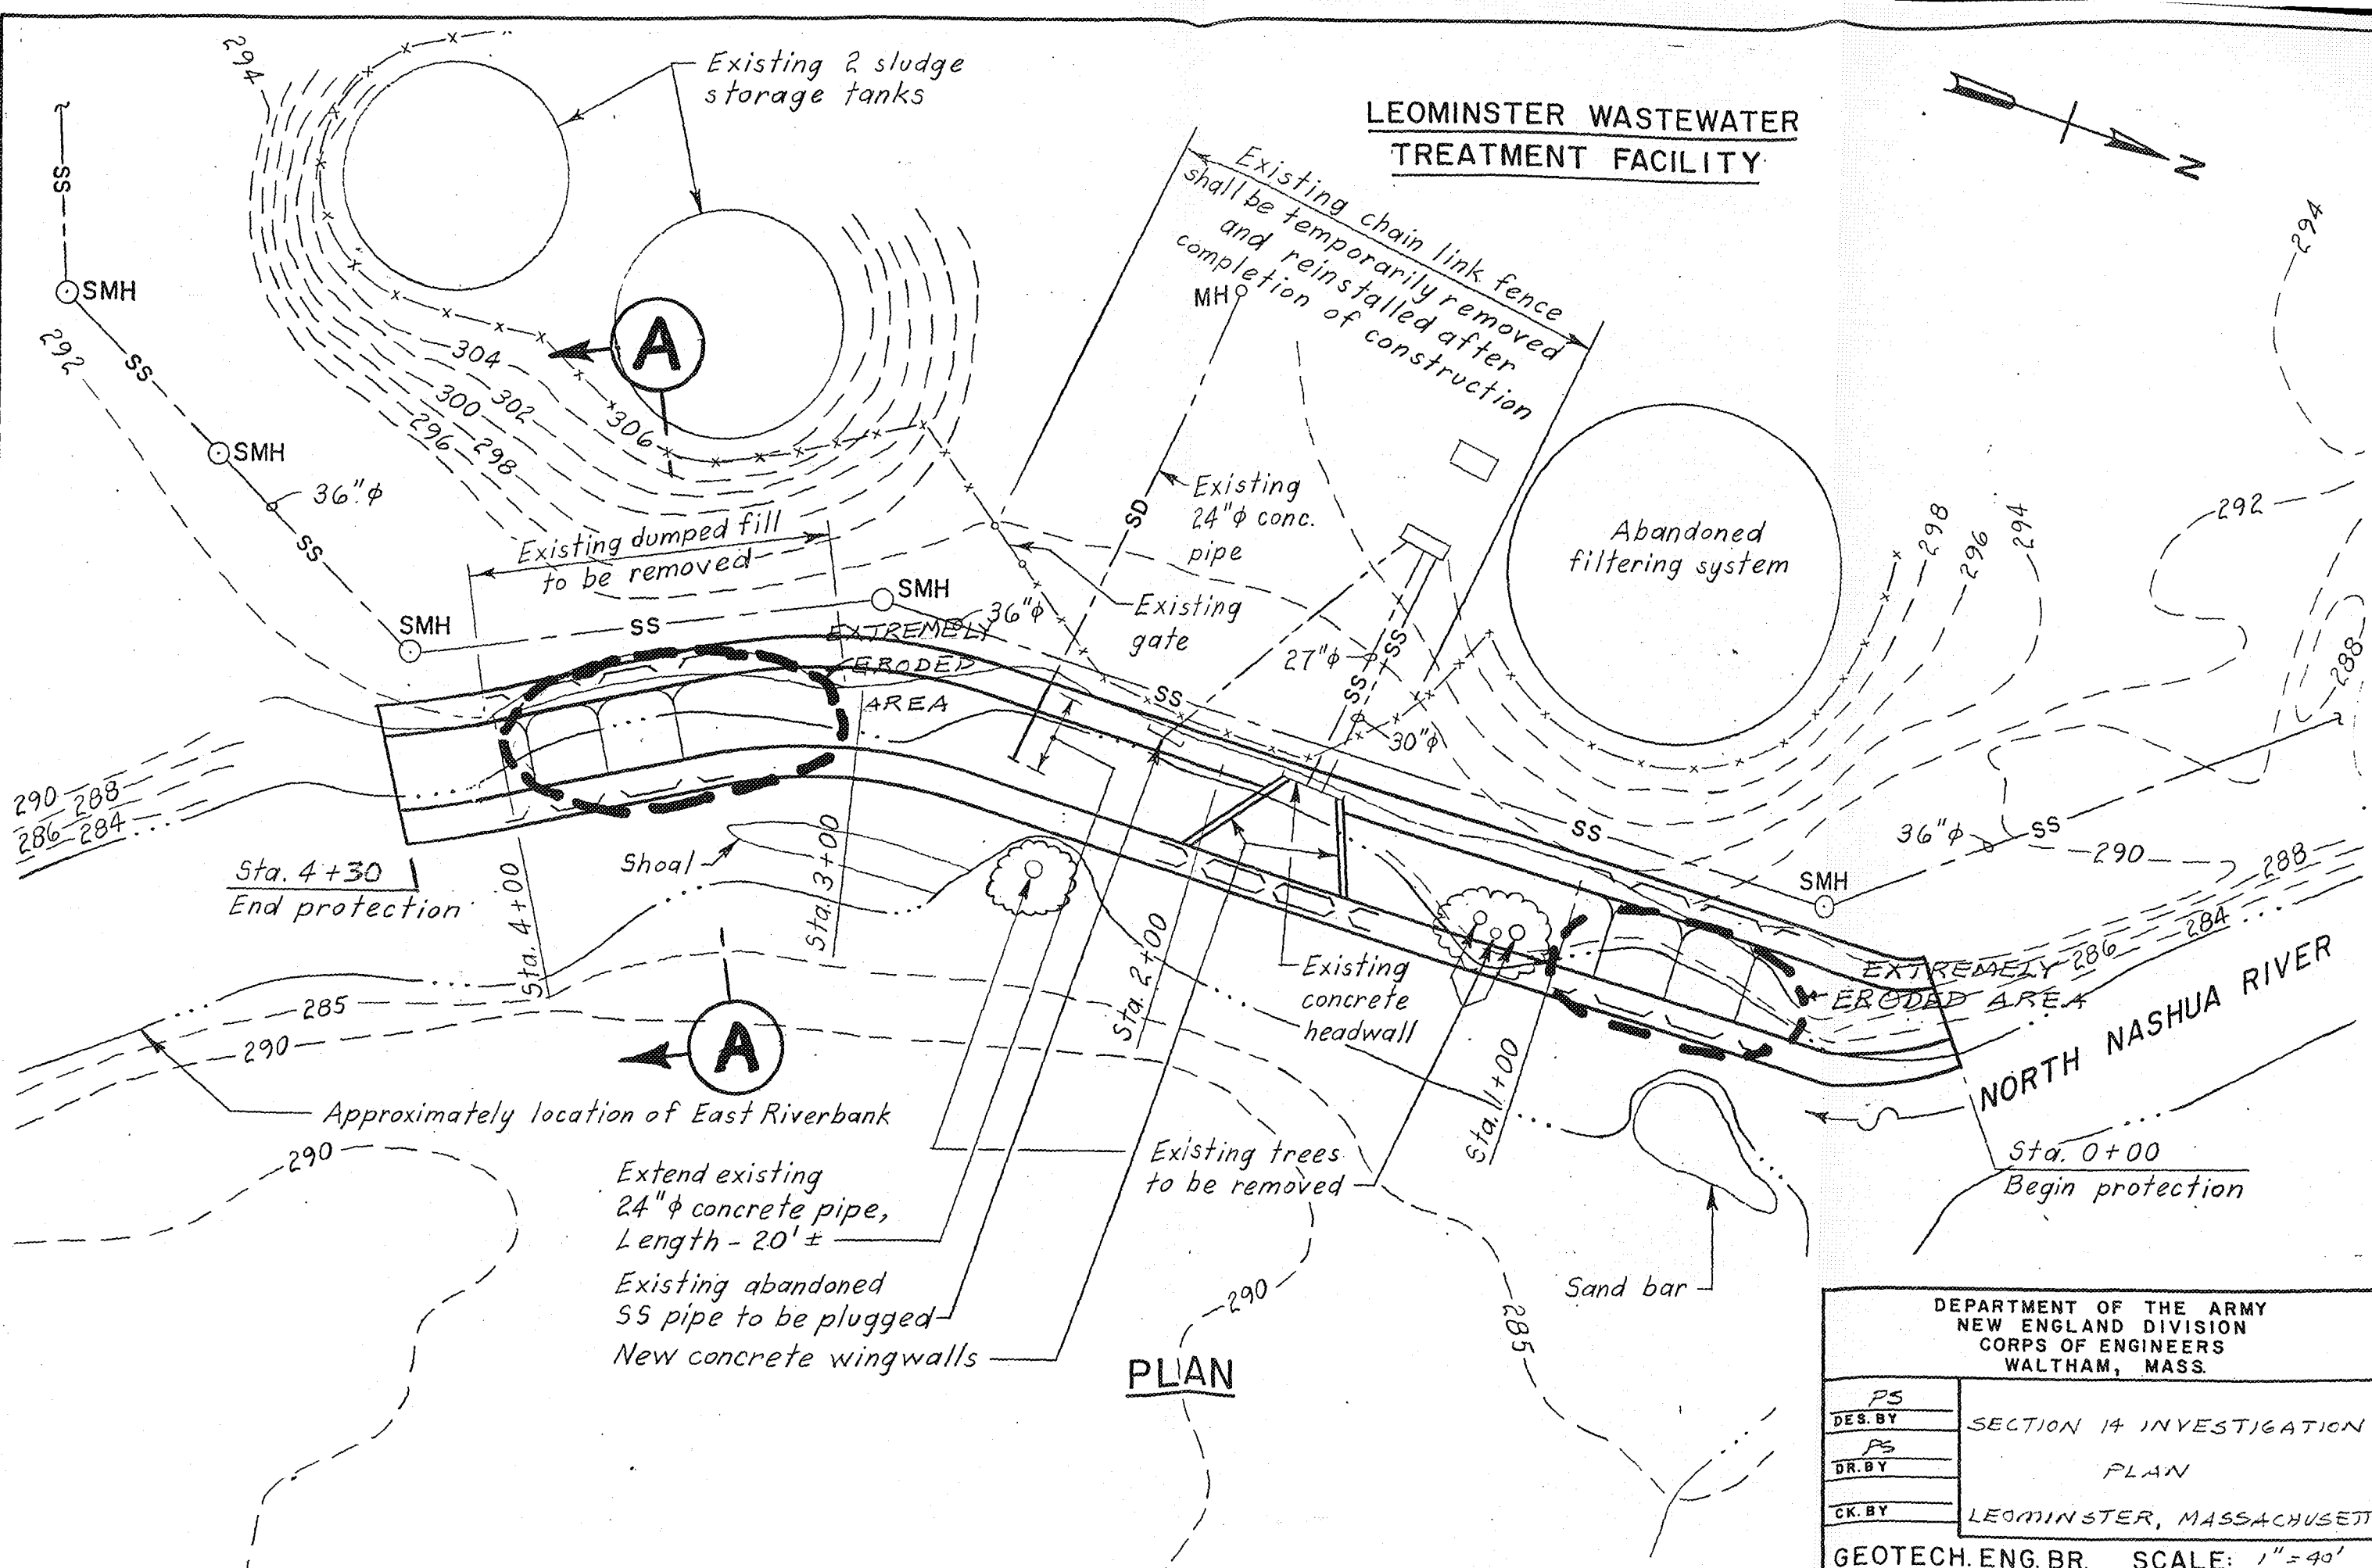 294
Existing 2 sludge
storage tanks
LEOMINSTER WASTEWATER
TREATMENT FACILITY
N
SS
SMH
292
SS
SMH
36"ϕ
SS
SMH
304
302
300
298
296
306
A
Existing chain link fence
shall be temporarily removed
and reinstalled after
completion of construction
MH
294
292
Existing dumped fill
to be removed
SS
SMH
36"ϕ
EXTREMELY
ERODED
AREA
SD
Existing
24"ϕ conc.
pipe
Existing
gate
27"ϕ
SS
SS
SS
30"ϕ
Abandoned
filtering system
298
296
294
288
290
288
286
284
Sta. 4+30
End protection
Sta. 4+00
Shoal
Sta. 3+00
Sta. 2+00
Existing
concrete
headwall
SS
SMH
36"ϕ
SS
290
288
286
284
EXTREMELY
ERODED AREA
NORTH NASHUA RIVER
285
290
A
Approximately location of East Riverbank
290
Sta. 1+00
Sta. 0+00
Begin protection
Extend existing
24"ϕ concrete pipe,
Length - 20' ±
Existing trees
to be removed
Existing abandoned
SS pipe to be plugged
New concrete wingwalls
290
285
Sand bar
PLAN
DEPARTMENT OF THE ARMY
NEW ENGLAND DIVISION
CORPS OF ENGINEERS
WALTHAM, MASS.
PS
DES. BY
SECTION 14 INVESTIGATION
PS
DR. BY
PLAN
CK. BY
LEOMINSTER, MASSACHUSETT
GEOTECH. ENG. BR. SCALE: 1" = 40'